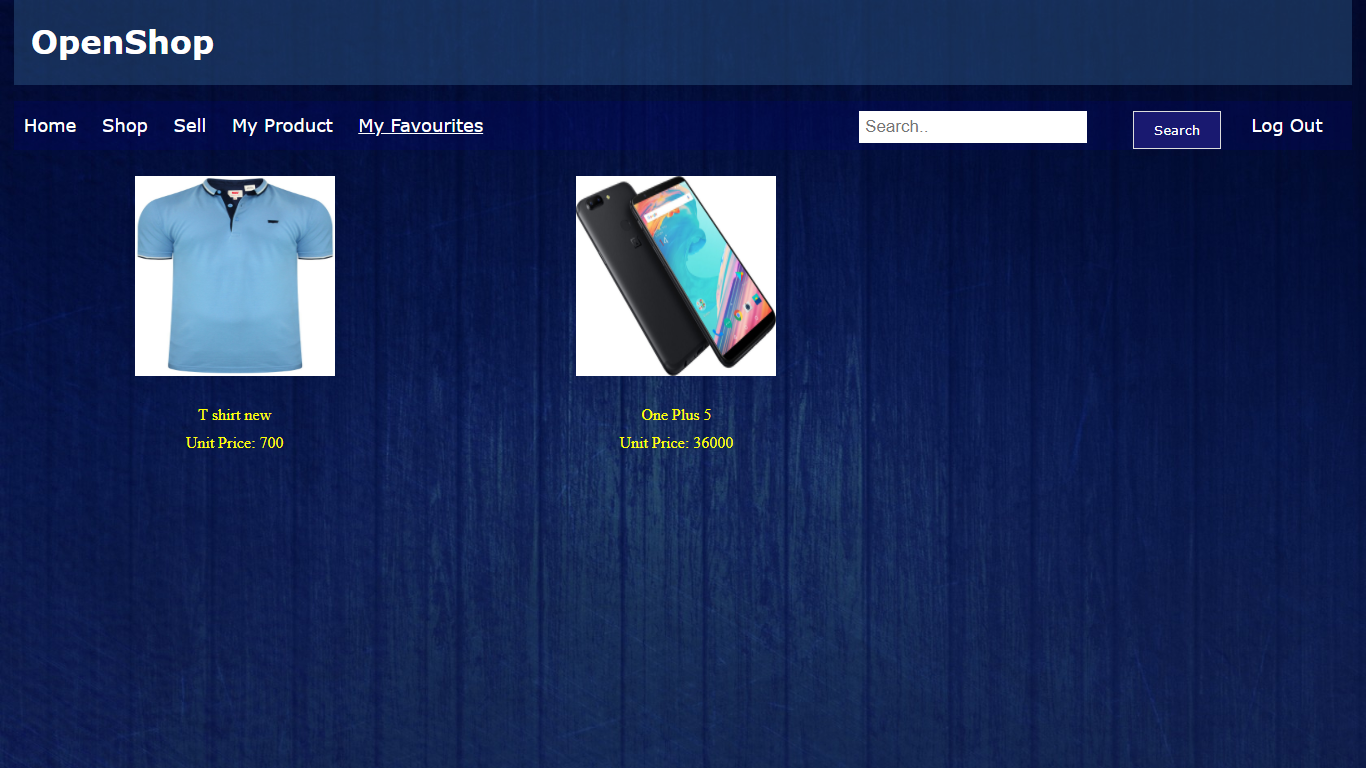 OpenShop
Home Shop Sell My Product My Favourites Search.. Search Log Out
T shirt new
Unit Price: 700
One Plus 5
Unit Price: 36000